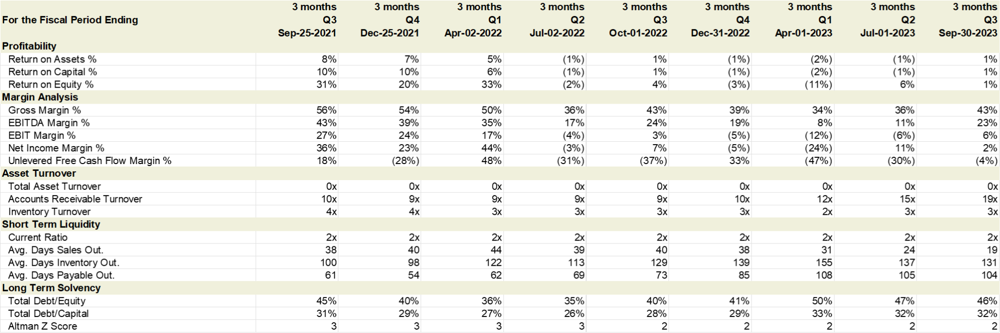 3 months 3 months 3 months 3 months 3 months 3 months 3 months 3 months 3 months
For the Fiscal Period Ending Q3 Q4 Q1 Q2 Q3 Q4 Q1 Q2 Q3
Sep-25-2021 Dec-25-2021 Apr-02-2022 Jul-02-2022 Oct-01-2022 Dec-31-2022 Apr-01-2023 Jul-01-2023 Sep-30-2023
Profitability
Return on Assets % 8% 7% 5% (1%) 1% (1%) (2%) (1%) 1%
Return on Capital % 10% 10% 6% (1%) 1% (1%) (2%) (1%) 1%
Return on Equity % 31% 20% 33% (2%) 4% (3%) (11%) 6% 1%
Margin Analysis
Gross Margin % 56% 54% 50% 36% 43% 39% 34% 36% 43%
EBITDA Margin % 43% 39% 35% 17% 24% 19% 8% 11% 23%
EBIT Margin % 27% 24% 17% (4%) 3% (5%) (12%) (6%) 6%
Net Income Margin % 36% 23% 44% (3%) 7% (5%) (24%) 11% 2%
Unlevered Free Cash Flow Margin % 18% (28%) 48% (31%) (37%) 33% (47%) (30%) (4%)
Asset Turnover
Total Asset Turnover 0x 0x 0x 0x 0x 0x 0x 0x 0x
Accounts Receivable Turnover 10x 9x 9x 9x 9x 10x 12x 15x 19x
Inventory Turnover 4x 4x 3x 3x 3x 3x 2x 3x 3x
Short Term Liquidity
Current Ratio 2x 2x 2x 2x 2x 2x 2x 2x 2x
Avg. Days Sales Out. 38 40 44 39 40 38 31 24 19
Avg. Days Inventory Out. 100 98 122 113 129 139 155 137 131
Avg. Days Payable Out. 61 54 62 69 73 85 108 105 104
Long Term Solvency
Total Debt/Equity 45% 40% 36% 35% 40% 41% 50% 47% 46%
Total Debt/Capital 31% 29% 27% 26% 28% 29% 33% 32% 32%
Altman Z Score 3 3 3 3 2 2 2 2 2